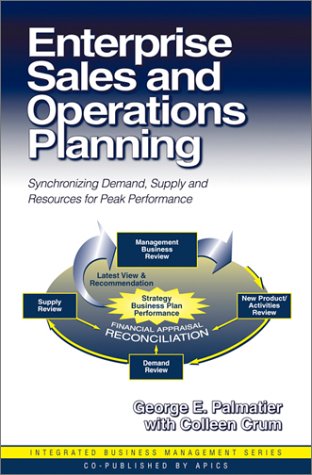 Enterprise
Sales and
Operations
Planning
Synchronizing Demand, Supply and
Resources for Peak Performance
Management
Business
Review
Latest View &
Recommendation
Supply
Review
Strategy
Business Plan
Performance
New Product/
Activities
Review
FINANCIAL APPRAISAL
RECONCILIATION
Demand
Review
George E. Palmatier
with Colleen Crum
INTEGRATED BUSINESS MANAGEMENT SERIES
CO-PUBLISHED BY APICS